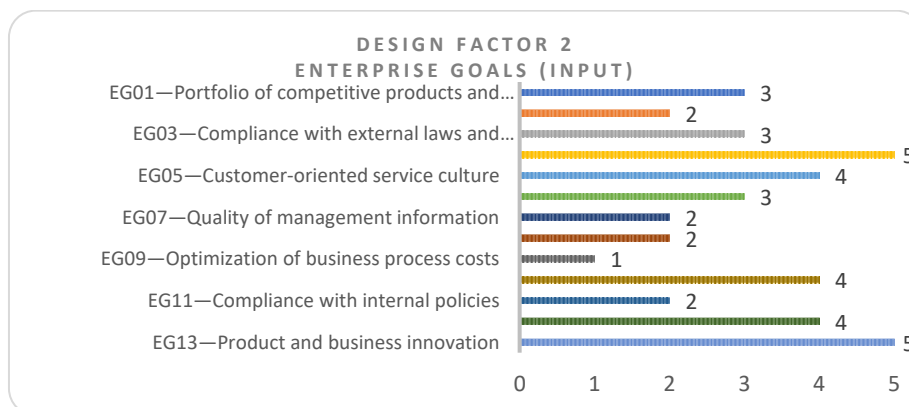 DESIGN FACTOR 2
ENTERPRISE GOALS (INPUT)
EG01—Portfolio of competitive products and... 3
2
EG03—Compliance with external laws and... 3
5
EG05—Customer-oriented service culture 4
3
EG07—Quality of management information 2
2
EG09—Optimization of business process costs 1
4
EG11—Compliance with internal policies 2
4
EG13—Product and business innovation 5
0 1 2 3 4 5